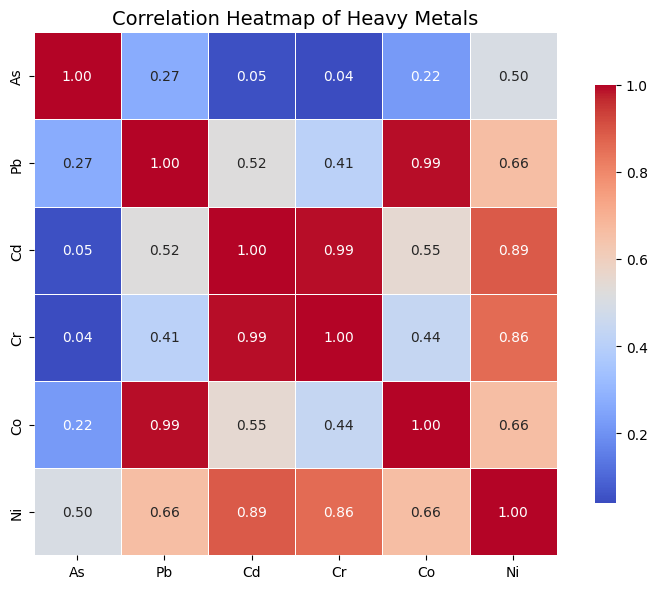 Correlation Heatmap of Heavy Metals
As 1.00 0.27 0.05 0.04 0.22 0.50
Pb 0.27 1.00 0.52 0.41 0.99 0.66
Cd 0.05 0.52 1.00 0.99 0.55 0.89
Cr 0.04 0.41 0.99 1.00 0.44 0.86
Co 0.22 0.99 0.55 0.44 1.00 0.66
Ni 0.50 0.66 0.89 0.86 0.66 1.00
As Pb Cd Cr Co Ni
1.0
0.8
0.6
0.4
0.2